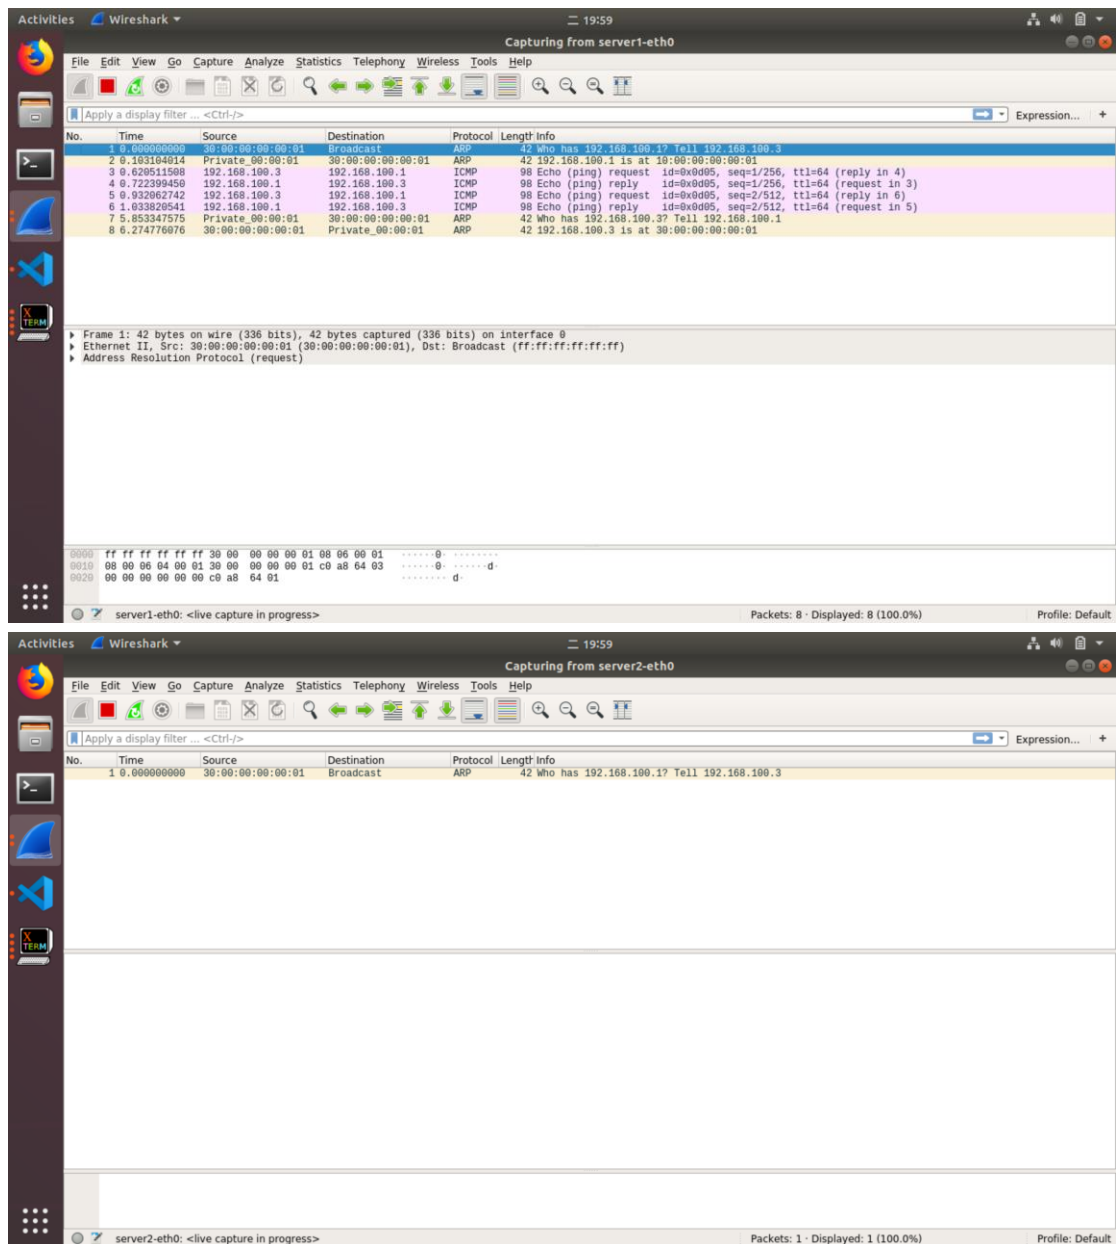 Activities Wireshark ▾ 二 19:59
Capturing from server1-eth0
File Edit View Go Capture Analyze Statistics Telephony Wireless Tools Help
Apply a display filter ... <Ctrl-/> Expression... +
No. Time Source Destination Protocol Length Info
1 0.000000000 30:00:00:00:00:01 Broadcast ARP 42 Who has 192.168.100.1? Tell 192.168.100.3
2 0.103104014 Private_00:00:01 30:00:00:00:00:01 ARP 42 192.168.100.1 is at 10:00:00:00:00:01
3 0.620511508 192.168.100.3 192.168.100.1 ICMP 98 Echo (ping) request id=0x0d05, seq=1/256, ttl=64 (reply in 4)
4 0.722399450 192.168.100.1 192.168.100.3 ICMP 98 Echo (ping) reply id=0x0d05, seq=1/256, ttl=64 (request in 3)
5 0.932062742 192.168.100.3 192.168.100.1 ICMP 98 Echo (ping) request id=0x0d05, seq=2/512, ttl=64 (reply in 6)
6 1.033820541 192.168.100.1 192.168.100.3 ICMP 98 Echo (ping) reply id=0x0d05, seq=2/512, ttl=64 (request in 5)
7 5.853347575 Private_00:00:01 30:00:00:00:00:01 ARP 42 Who has 192.168.100.3? Tell 192.168.100.1
8 6.274776076 30:00:00:00:00:01 Private_00:00:01 ARP 42 192.168.100.3 is at 30:00:00:00:00:01
Frame 1: 42 bytes on wire (336 bits), 42 bytes captured (336 bits) on interface 0
Ethernet II, Src: 30:00:00:00:00:01 (30:00:00:00:00:01), Dst: Broadcast (ff:ff:ff:ff:ff:ff)
Address Resolution Protocol (request)
0000 ff ff ff ff ff ff 30 00 00 00 00 01 08 06 00 01 ······0· ········
0010 08 00 06 04 00 01 30 00 00 00 00 01 c0 a8 64 03 ······0· ······d·
0020 00 00 00 00 00 00 c0 a8 64 01 ········ d·
server1-eth0: <live capture in progress> Packets: 8 · Displayed: 8 (100.0%) Profile: Default
X
TERM
Activities Wireshark ▾ 二 19:59
Capturing from server2-eth0
File Edit View Go Capture Analyze Statistics Telephony Wireless Tools Help
Apply a display filter ... <Ctrl-/> Expression... +
No. Time Source Destination Protocol Length Info
1 0.000000000 30:00:00:00:00:01 Broadcast ARP 42 Who has 192.168.100.1? Tell 192.168.100.3
X
TERM
server2-eth0: <live capture in progress> Packets: 1 · Displayed: 1 (100.0%) Profile: Default